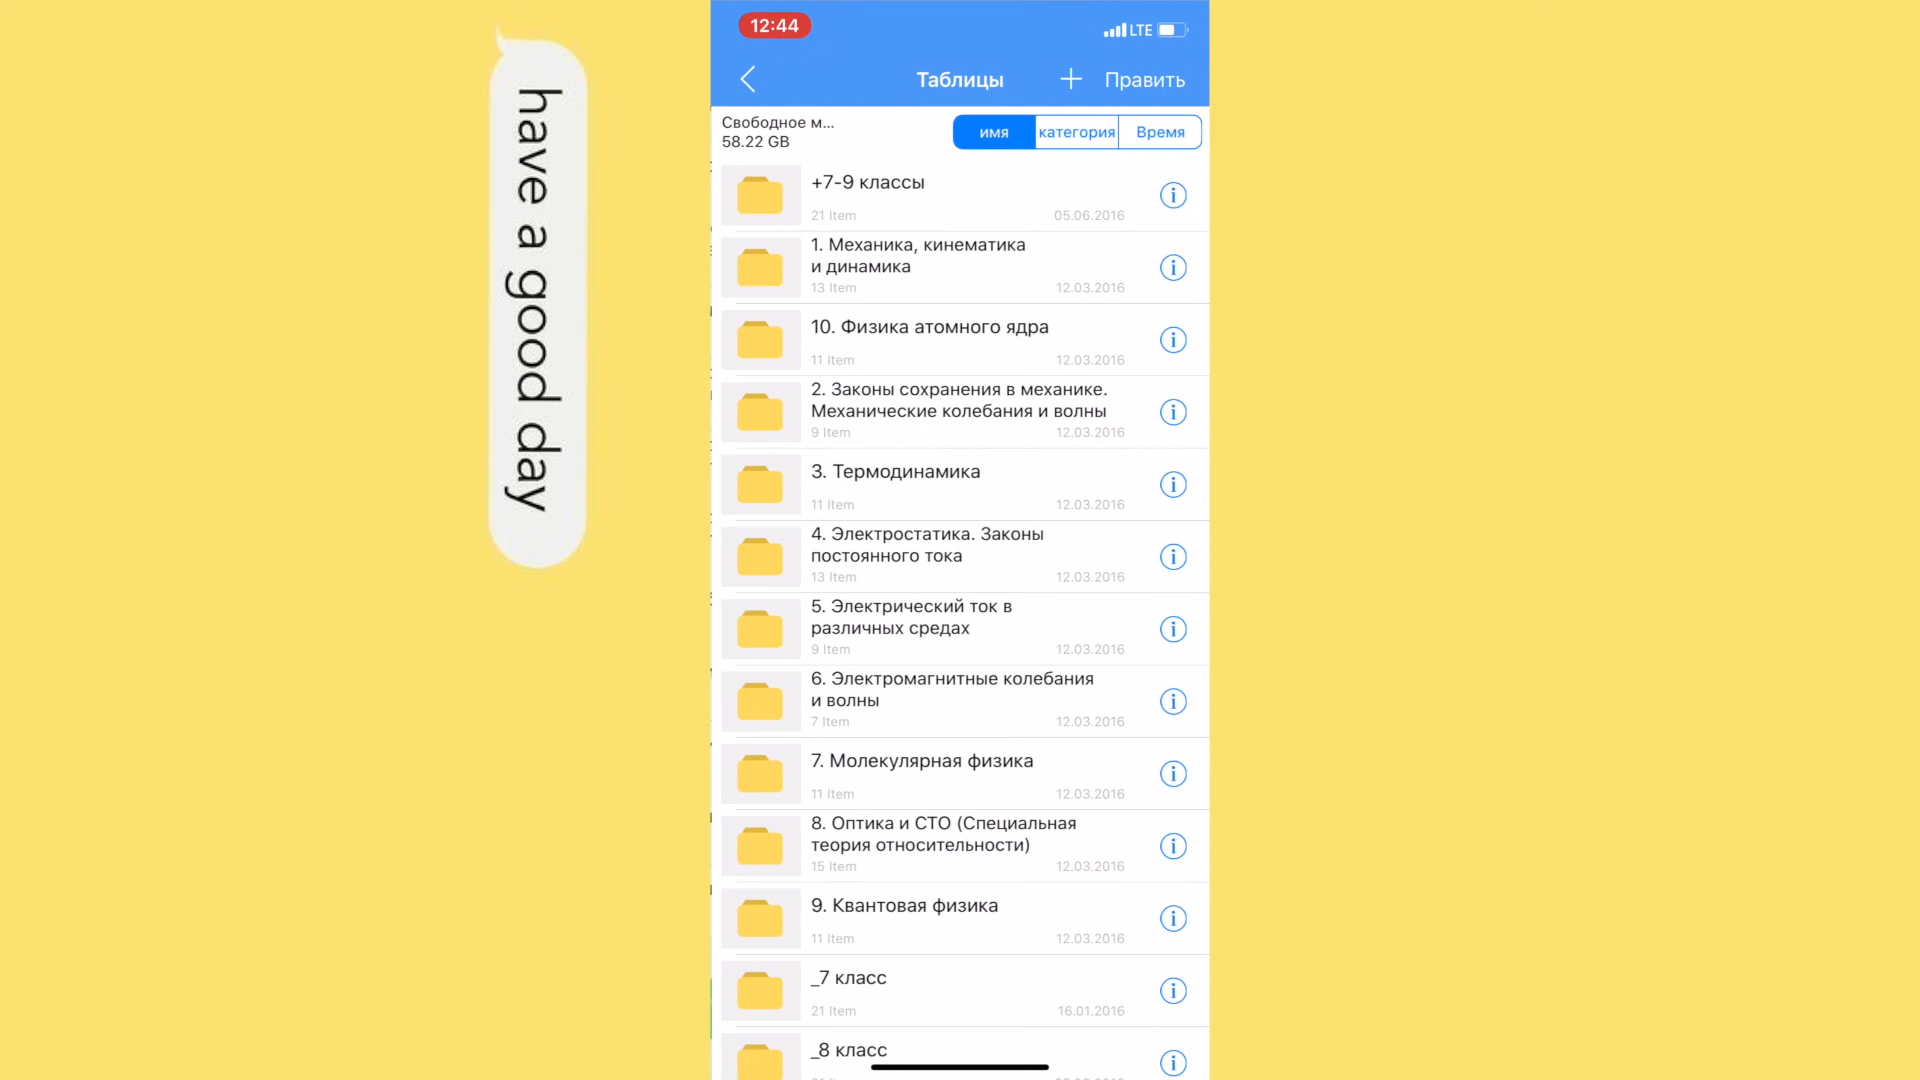 have a good day
12:44
LTE
Таблицы
Править
Свободное м...
58.22 GB
имя
категория
Время
+7-9 классы
21 Item
05.06.2016
1. Механика, кинематика
и динамика
13 Item
12.03.2016
10. Физика атомного ядра
11 Item
12.03.2016
2. Законы сохранения в механике.
Механические колебания и волны
9 Item
12.03.2016
3. Термодинамика
11 Item
12.03.2016
4. Электростатика. Законы
постоянного тока
13 Item
12.03.2016
5. Электрический ток в
различных средах
9 Item
12.03.2016
6. Электромагнитные колебания
и волны
7 Item
12.03.2016
7. Молекулярная физика
11 Item
12.03.2016
8. Оптика и СТО (Специальная
теория относительности)
15 Item
12.03.2016
9. Квантовая физика
11 Item
12.03.2016
_7 класс
21 Item
16.01.2016
_8 класс